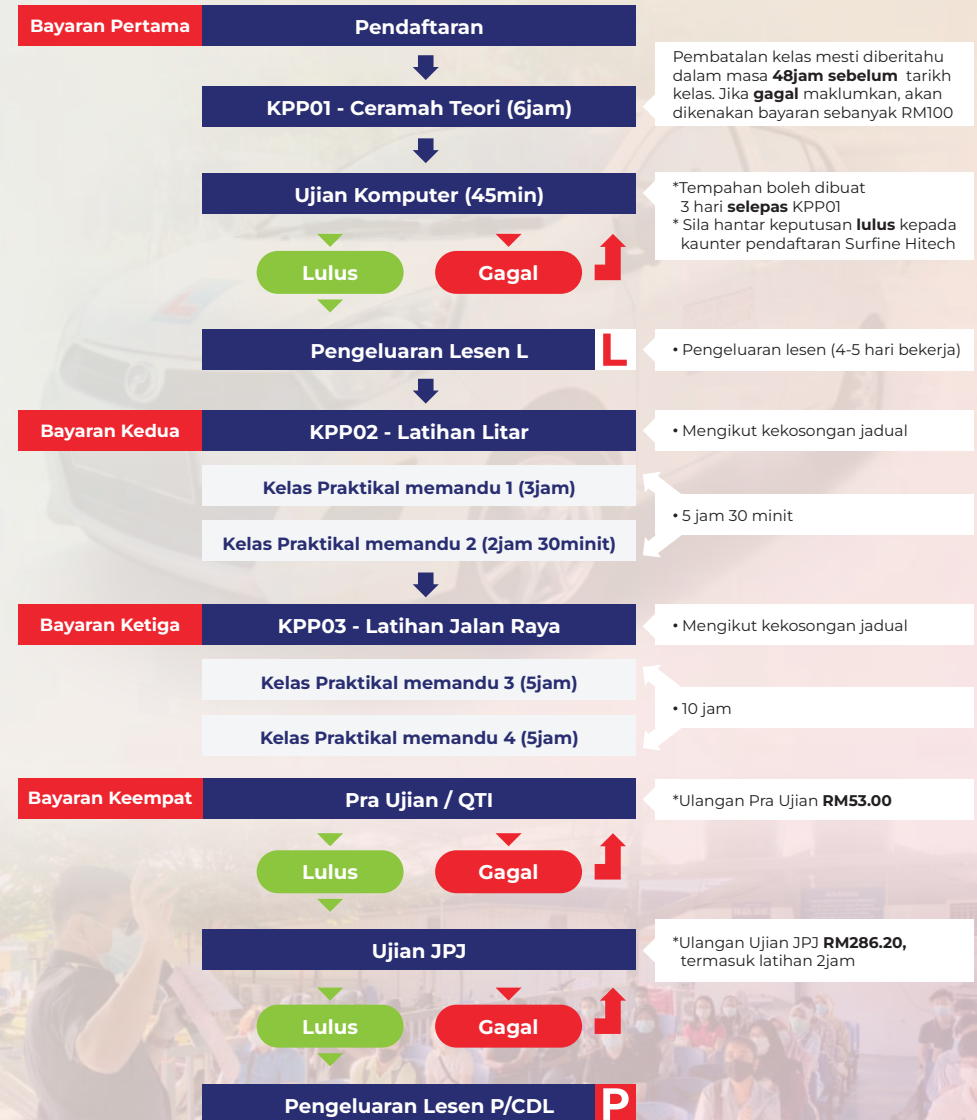 Bayaran Pertama
Pendaftaran
Pembatalan kelas mesti diberitahu
dalam masa 48jam sebelum tarikh
kelas. Jika gagal maklumkan, akan
dikenakan bayaran sebanyak RM100
KPP01 - Ceramah Teori (6jam)
Ujian Komputer (45min)
*Tempahan boleh dibuat
3 hari selepas KPP01
* Sila hantar keputusan lulus kepada
kaunter pendaftaran Surfine Hitech
Lulus
Gagal
Pengeluaran Lesen L
L
• Pengeluaran lesen (4-5 hari bekerja)
Bayaran Kedua
KPP02 - Latihan Litar
• Mengikut kekosongan jadual
Kelas Praktikal memandu 1 (3jam)
• 5 jam 30 minit
Kelas Praktikal memandu 2 (2jam 30minit)
Bayaran Ketiga
KPP03 - Latihan Jalan Raya
• Mengikut kekosongan jadual
Kelas Praktikal memandu 3 (5jam)
• 10 jam
Kelas Praktikal memandu 4 (5jam)
Bayaran Keempat
Pra Ujian / QTI
*Ulangan Pra Ujian RM53.00
Lulus
Gagal
Ujian JPJ
*Ulangan Ujian JPJ RM286.20,
termasuk latihan 2jam
Lulus
Gagal
Pengeluaran Lesen P/CDL
P